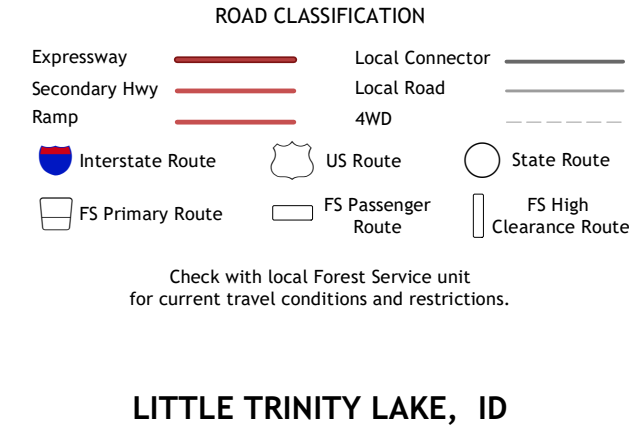 ROAD CLASSIFICATION
Expressway
Local Connector
Secondary Hwy
Local Road
Ramp
4WD
Interstate Route
US Route
State Route
FS Primary Route
FS Passenger
Route
FS High
Clearance Route
Check with local Forest Service unit
for current travel conditions and restrictions.
LITTLE TRINITY LAKE, ID